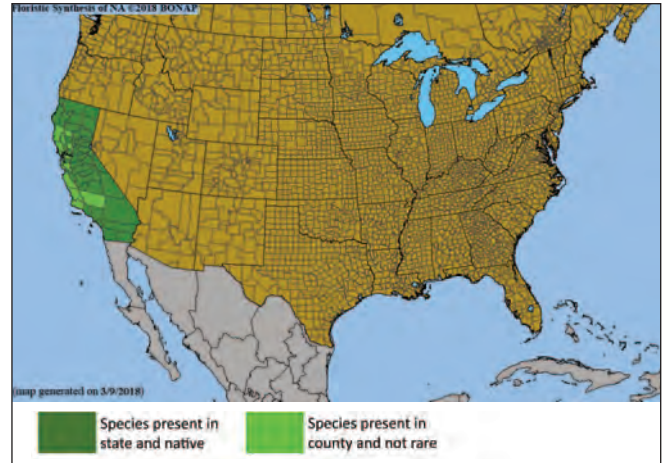 Floristic Synthesis of NA ©2018 BONAP
(map generated on 3/9/2018)
Species present in
state and native
Species present in
county and not rare